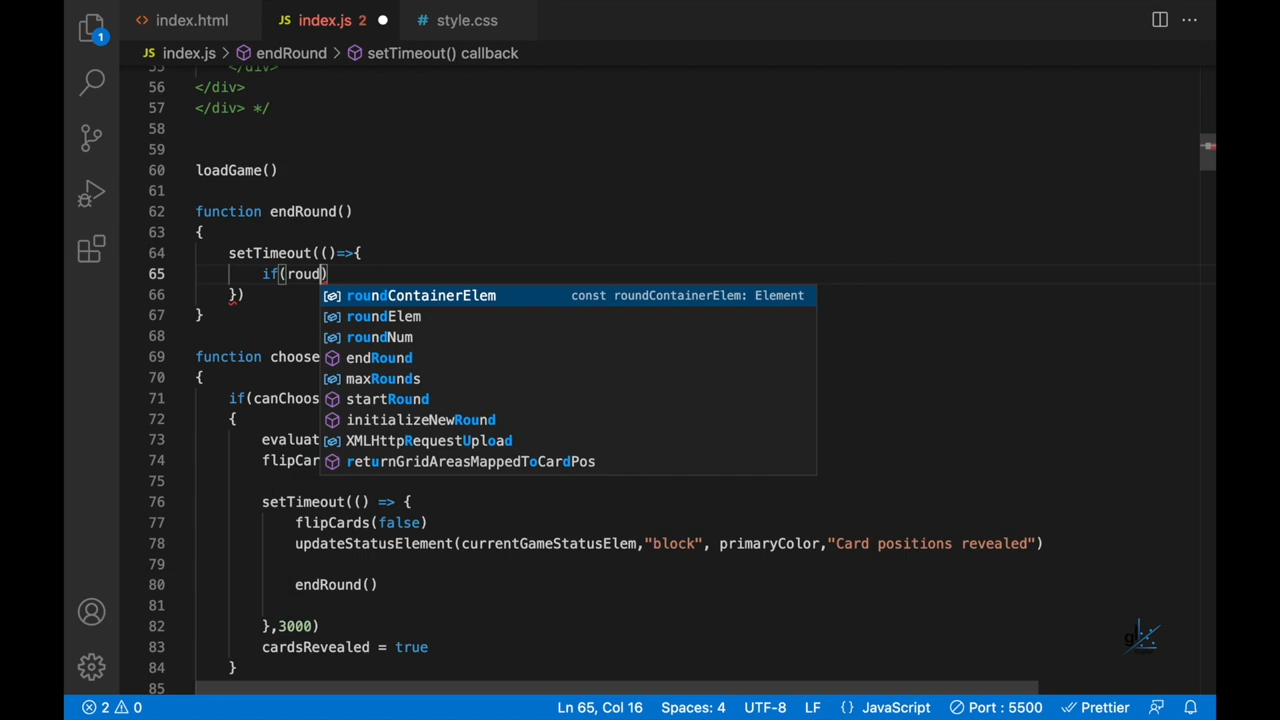 index.html
JS index.js 2
# style.css
JS index.js > endRound > setTimeout() callback
55 </div>
56 </div>
57 </div> */
58
59
60 loadGame()
61
62 function endRound()
63 {
64 setTimeout(()=>{
65 if(roud)
66 })
67 }
68
69 function choose
70 {
71 if(canChoos
72 {
73 evaluat
74 flipCar
75
76 setTimeout(() => {
77 flipCards(false)
78 updateStatusElement(currentGameStatusElem,"block", primaryColor,"Card positions revealed")
79
80 endRound()
81
82 },3000)
83 cardsRevealed = true
84 }
85
roundContainerElem const roundContainerElem: Element
roundElem
roundNum
endRound
maxRounds
startRound
initializeNewRound
XMLHttpRequestUpload
returnGridAreasMappedToCardPos
1
2 0 Ln 65, Col 16 Spaces: 4 UTF-8 LF {} JavaScript Port : 5500 Prettier